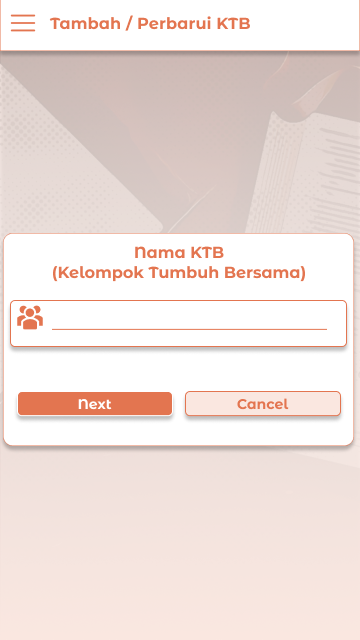 Tambah / Perbarui KTB
Nama KTB
(Kelompok Tumbuh Bersama)
Next
Cancel